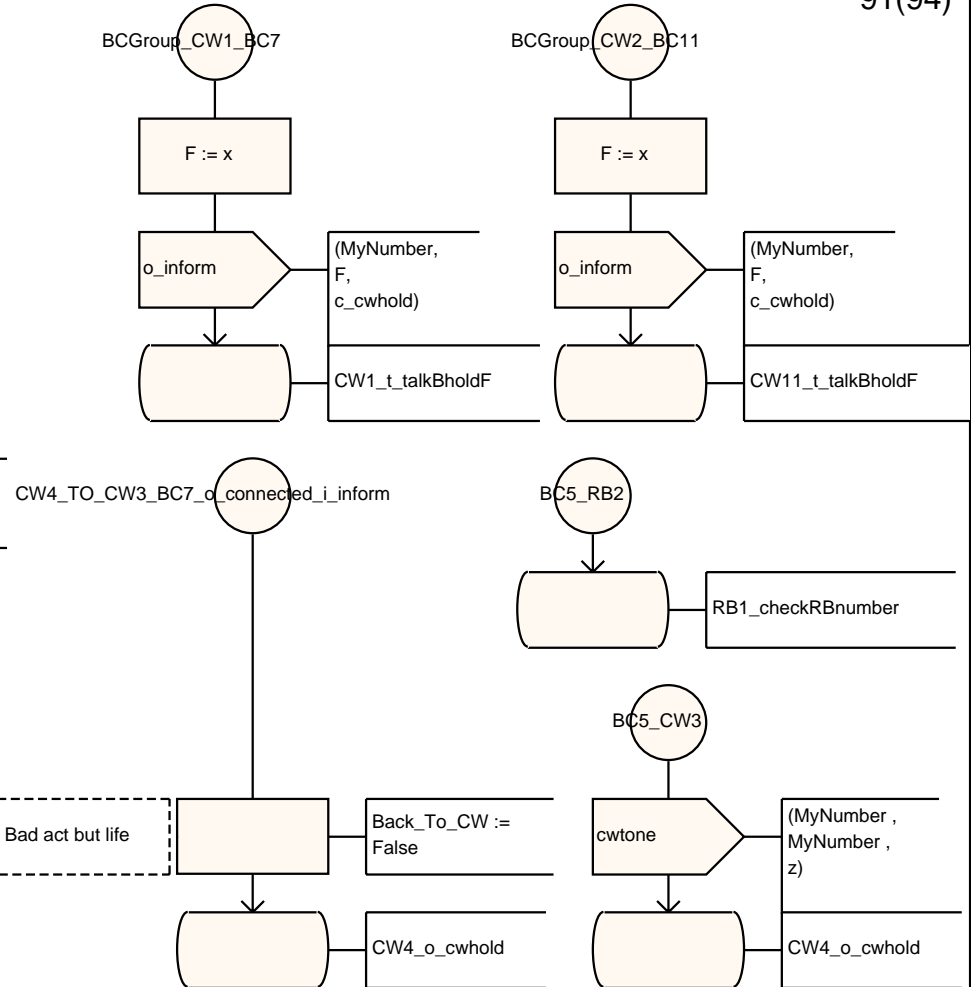 91(94)
BCGroup_CW1_BC7
F := x
o_inform
(MyNumber,
F,
c_cwhold)
CW1_t_talkBholdF
BCGroup_CW2_BC11
F := x
o_inform
(MyNumber,
F,
c_cwhold)
CW11_t_talkBholdF
CW4_TO_CW3_BC7_o_connected_i_inform
Bad act but life
Back_To_CW :=
False
CW4_o_cwhold
BC5_RB2
RB1_checkRBnumber
BC5_CW3
cwtone
(MyNumber ,
MyNumber ,
z)
CW4_o_cwhold